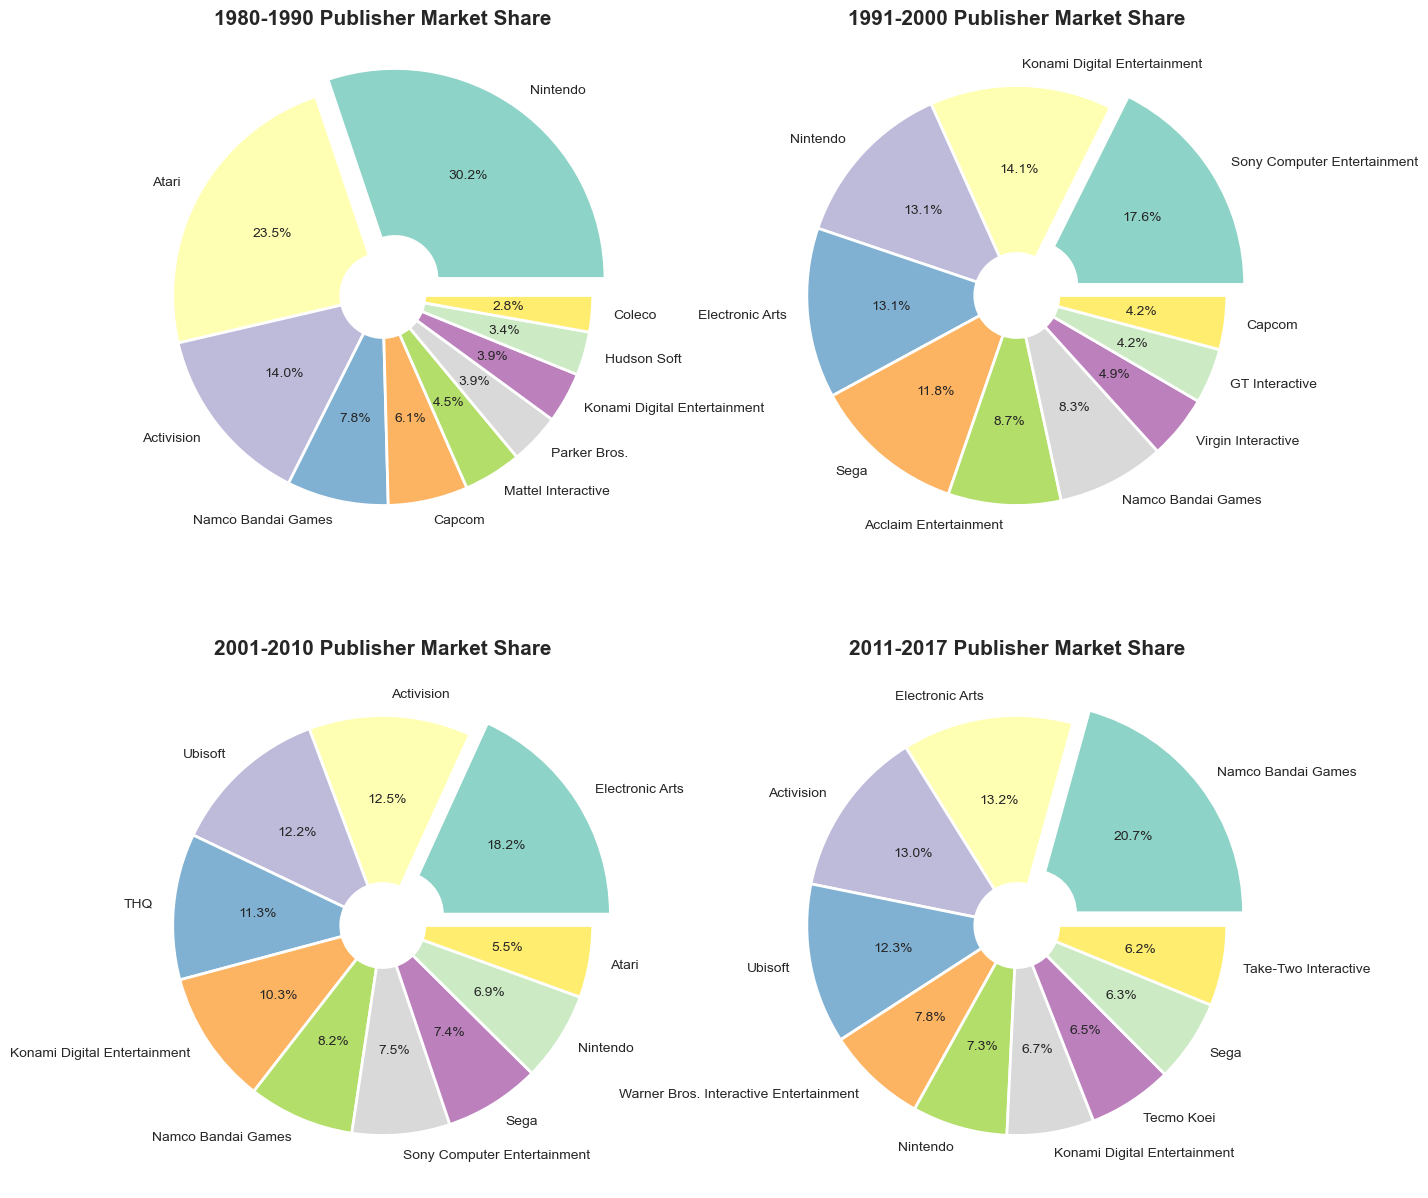 1980-1990 Publisher Market Share
Nintendo
30.2%
Atari
23.5%
Activision
14.0%
Namco Bandai Games
7.8%
Capcom
6.1%
Mattel Interactive
4.5%
Parker Bros.
3.9%
Konami Digital Entertainment
3.9%
Hudson Soft
3.4%
Coleco
2.8%
1991-2000 Publisher Market Share
Sony Computer Entertainment
17.6%
Konami Digital Entertainment
14.1%
Nintendo
13.1%
Electronic Arts
13.1%
Sega
11.8%
Acclaim Entertainment
8.7%
Namco Bandai Games
8.3%
Virgin Interactive
4.9%
GT Interactive
4.2%
Capcom
4.2%
2001-2010 Publisher Market Share
Electronic Arts
18.2%
Activision
12.5%
Ubisoft
12.2%
THQ
11.3%
Konami Digital Entertainment
10.3%
Namco Bandai Games
8.2%
Sony Computer Entertainment
7.5%
Sega
7.4%
Nintendo
6.9%
Atari
5.5%
2011-2017 Publisher Market Share
Namco Bandai Games
20.7%
Electronic Arts
13.2%
Activision
13.0%
Ubisoft
12.3%
Warner Bros. Interactive Entertainment
7.8%
Nintendo
7.3%
Konami Digital Entertainment
6.7%
Tecmo Koei
6.5%
Sega
6.3%
Take-Two Interactive
6.2%